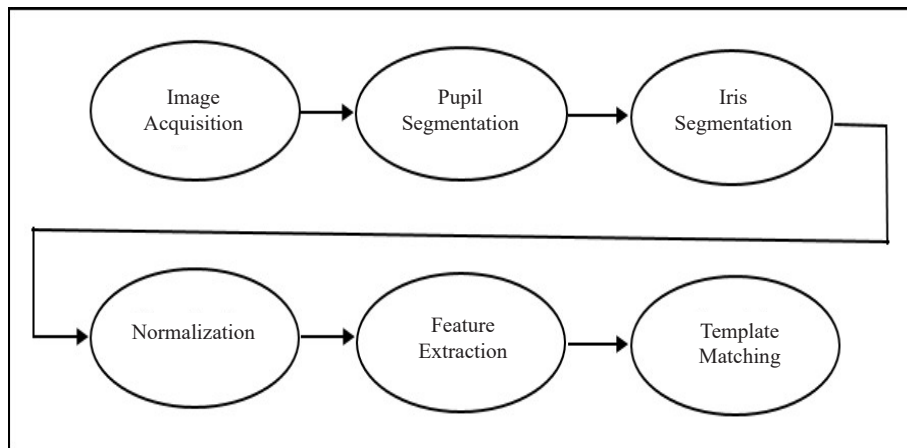 Image
Acquisition
Pupil
Segmentation
Iris
Segmentation
Normalization
Feature
Extraction
Template
Matching